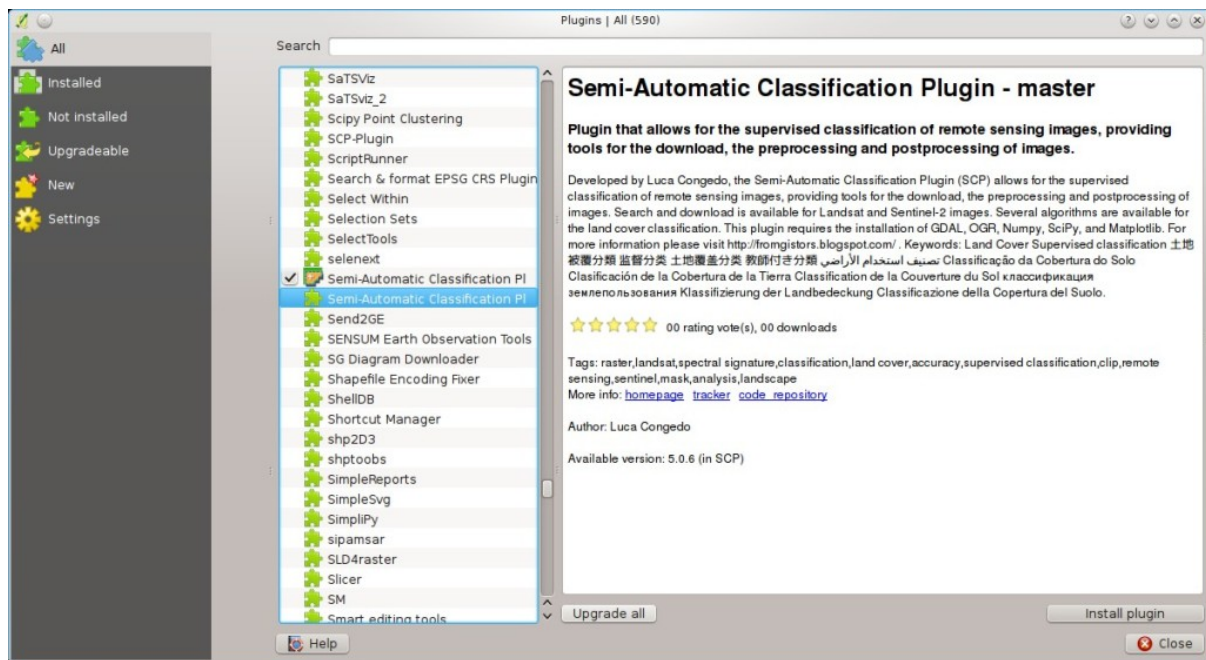 Plugins | All (590)
All
Installed
Not installed
Upgradeable
New
Settings
Search
SaTSViz
SaTSviz_2
Scipy Point Clustering
SCP-Plugin
ScriptRunner
Search & format EPSG CRS Plugin
Select Within
Selection Sets
SelectTools
selenext
Semi-Automatic Classification Pl
Semi-Automatic Classification Pl
Send2GE
SENSUM Earth Observation Tools
SG Diagram Downloader
Shapefile Encoding Fixer
ShellDB
Shortcut Manager
shp2D3
shptoobs
SimpleReports
SimpleSvg
SimpliPy
sipamsar
SLD4raster
Slicer
SM
Smart editing tools
Semi-Automatic Classification Plugin - master
Plugin that allows for the supervised classification of remote sensing images, providing
tools for the download, the preprocessing and postprocessing of images.
Developed by Luca Congedo, the Semi-Automatic Classification Plugin (SCP) allows for the supervised
classification of remote sensing images, providing tools for the download, the preprocessing and postprocessing of
images. Search and download is available for Landsat and Sentinel-2 images. Several algorithms are available for
the land cover classification. This plugin requires the installation of GDAL, OGR, Numpy, SciPy, and Matplotlib. For
more information please visit http://fromgistors.blogspot.com/ . Keywords: Land Cover Supervised classification 土地
被覆分類 监督分类 土地覆盖分类 教師付き分類 تصنيف استخدام الأراضي Classificação da Cobertura do Solo
Clasificación de la Cobertura de la Tierra Classification de la Couverture du Sol классификация
землепользования Klassifizierung der Landbedeckung Classificazione della Copertura del Suolo.
00 rating vote(s), 00 downloads
Tags: raster,landsat,spectral signature,classification,land cover,accuracy,supervised classification,clip,remote
sensing,sentinel,mask,analysis,landscape
More info: homepage tracker code_repository
Author: Luca Congedo
Available version: 5.0.6 (in SCP)
Upgrade all
Install plugin
Help
Close